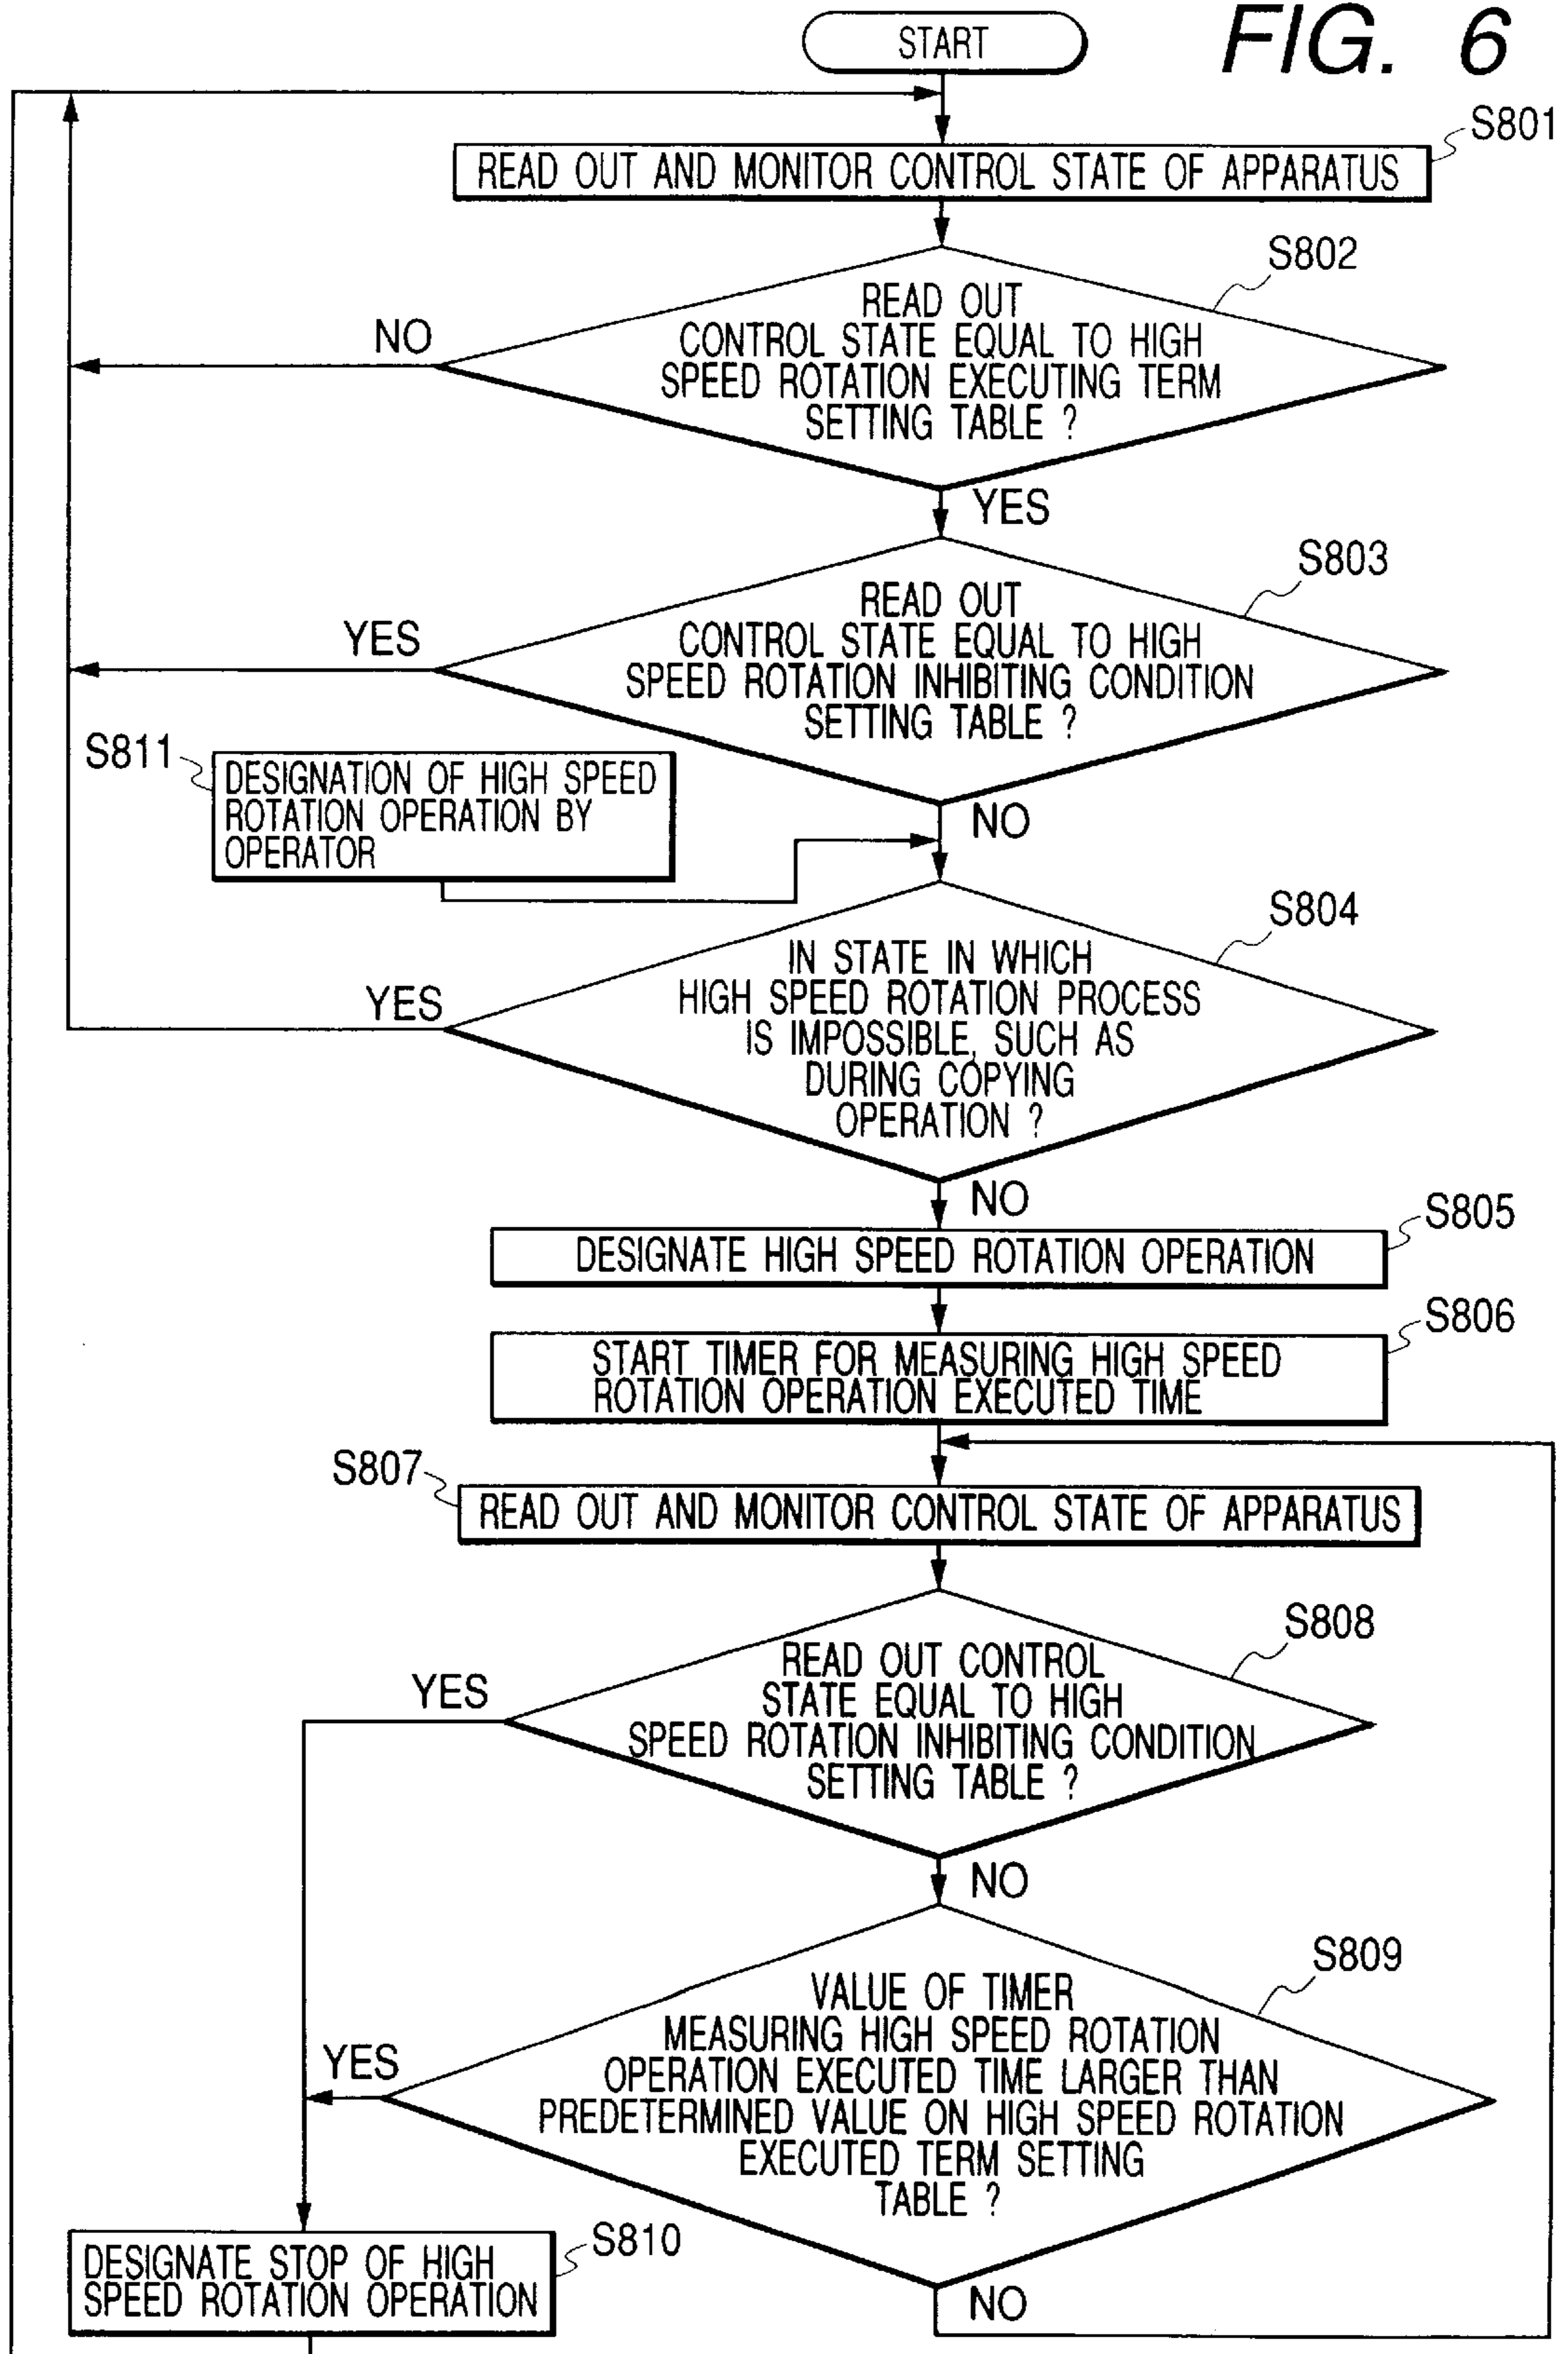 FIG. 6
START
S801
READ OUT AND MONITOR CONTROL STATE OF APPARATUS
S802
READ OUT
CONTROL STATE EQUAL TO HIGH
SPEED ROTATION EXECUTING TERM
SETTING TABLE ?
NO
YES
S803
READ OUT
CONTROL STATE EQUAL TO HIGH
SPEED ROTATION INHIBITING CONDITION
SETTING TABLE ?
YES
NO
S811
DESIGNATION OF HIGH SPEED
ROTATION OPERATION BY
OPERATOR
S804
IN STATE IN WHICH
HIGH SPEED ROTATION PROCESS
IS IMPOSSIBLE, SUCH AS
DURING COPYING
OPERATION ?
YES
NO
S805
DESIGNATE HIGH SPEED ROTATION OPERATION
S806
START TIMER FOR MEASURING HIGH SPEED
ROTATION OPERATION EXECUTED TIME
S807
READ OUT AND MONITOR CONTROL STATE OF APPARATUS
S808
READ OUT CONTROL
STATE EQUAL TO HIGH
SPEED ROTATION INHIBITING CONDITION
SETTING TABLE ?
YES
NO
S809
VALUE OF TIMER
MEASURING HIGH SPEED ROTATION
OPERATION EXECUTED TIME LARGER THAN
PREDETERMINED VALUE ON HIGH SPEED ROTATION
EXECUTED TERM SETTING
TABLE ?
YES
NO
S810
DESIGNATE STOP OF HIGH
SPEED ROTATION OPERATION